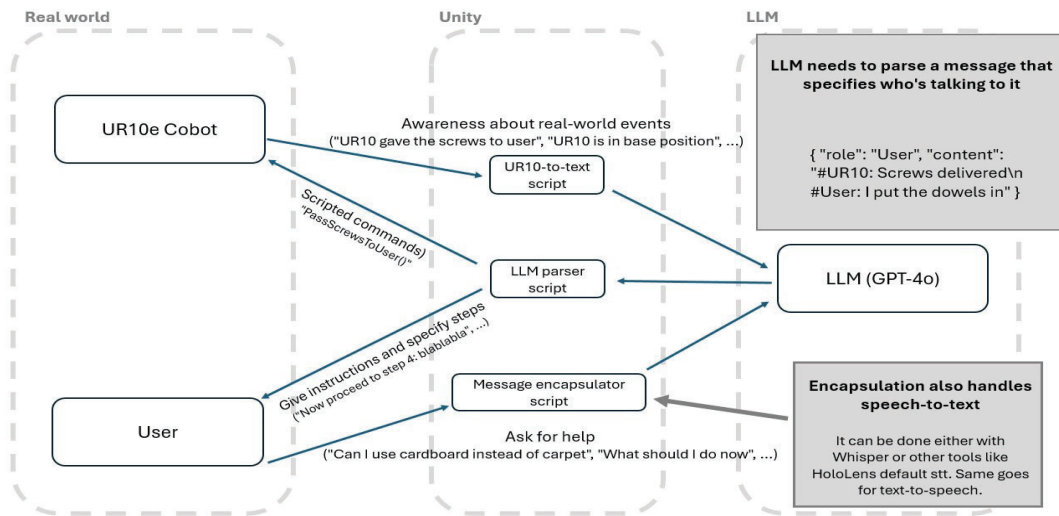 Real world
Unity
LLM
UR10e Cobot
Awareness about real-world events
("UR10 gave the screws to user", "UR10 is in base position", ...)
UR10-to-text
script
LLM needs to parse a message that
specifies who's talking to it
{ "role": "User", "content":
"#UR10: Screws delivered\n
#User: I put the dowels in" }
Scripted commands)
"PassScrewsToUser()"
LLM parser
script
LLM (GPT-4o)
Give instructions and specify steps
("Now proceed to step 4: blablabla", ...)
User
Message encapsulator
script
Ask for help
("Can I use cardboard instead of carpet", "What should I do now", ...)
Encapsulation also handles
speech-to-text
It can be done either with
Whisper or other tools like
HoloLens default stt. Same goes
for text-to-speech.